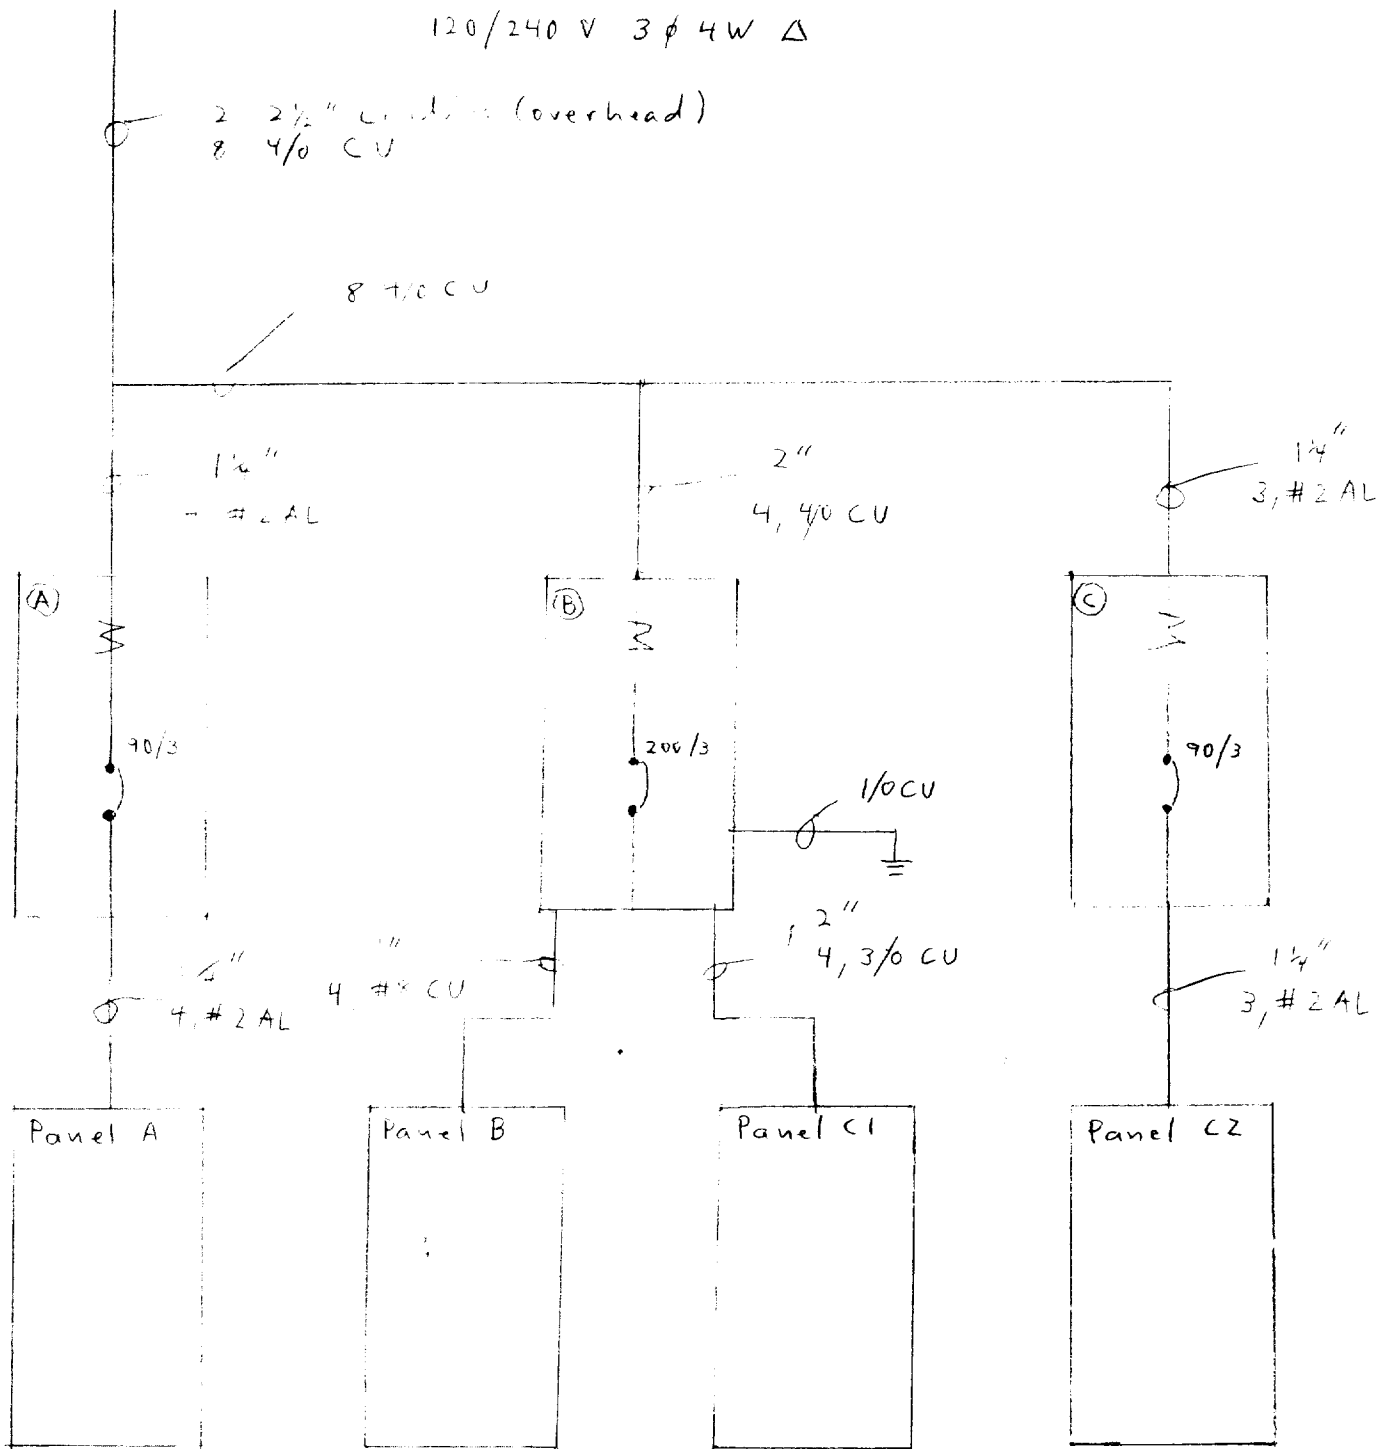 120/240 V 3φ 4W Δ
2 2½" (overhead)
8 4/0 CU
8 4/0 CU
1¼"
#2 AL
2"
4, 4/0 CU
1¼"
3, #2 AL
A
B
C
90/3
200/3
90/3
1/0 CU
2"
4, 3/0 CU
4, #2 AL
4, CU
1¼"
3, #2 AL
Panel A
Panel B
Panel C1
Panel C2